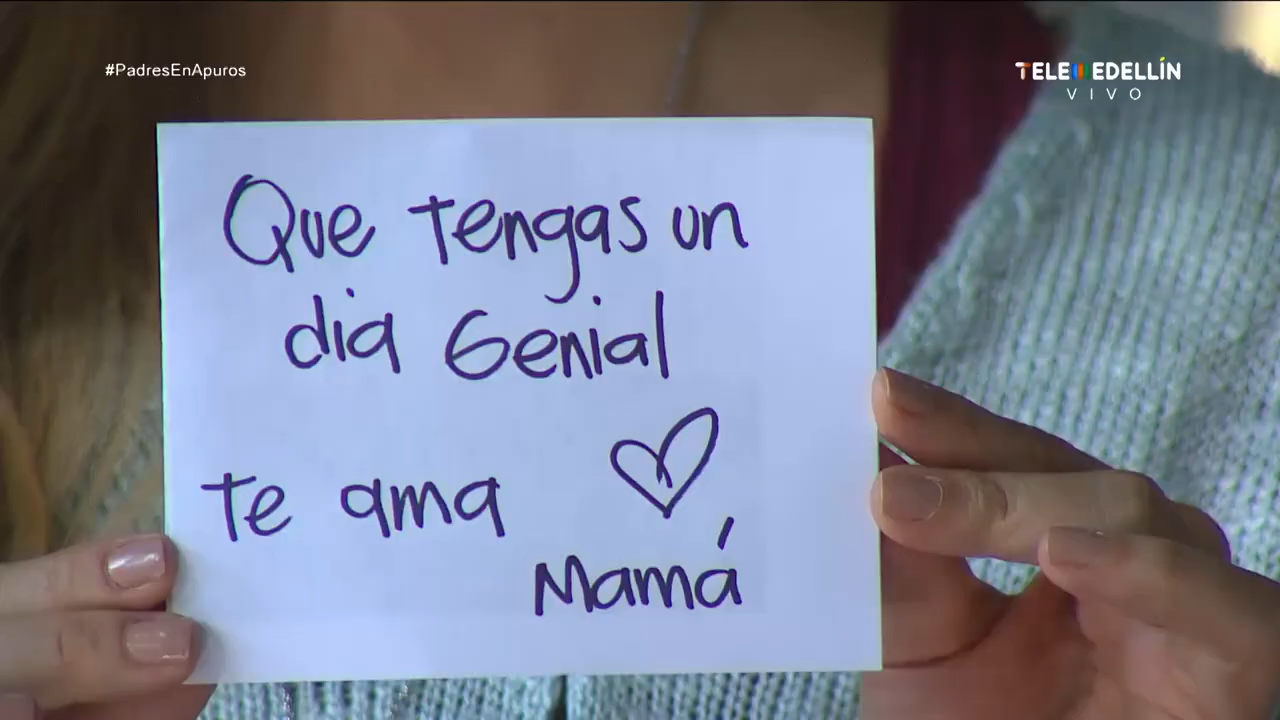 #PadresEnApuros
TELEMEDELLÍN
VIVO
Que tengas un
dia Genial
te ama
Mamá